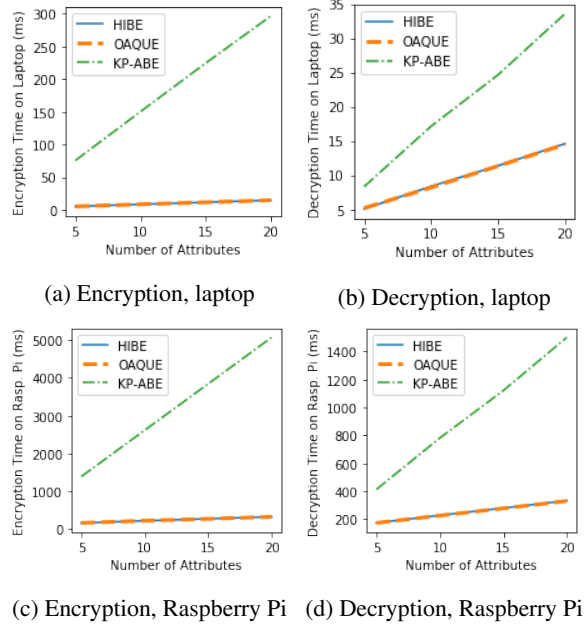 300
250
200
150
100
50
0
5
10
15
20
Encryption Time on Laptop (ms)
Number of Attributes
HIBE
OAQUE
KP-ABE
(a) Encryption, laptop
35
30
25
20
15
10
5
5
10
15
20
Decryption Time on Laptop (ms)
Number of Attributes
HIBE
OAQUE
KP-ABE
(b) Decryption, laptop
5000
4000
3000
2000
1000
0
5
10
15
20
Encryption Time on Rasp. Pi (ms)
Number of Attributes
HIBE
OAQUE
KP-ABE
(c) Encryption, Raspberry Pi
1400
1200
1000
800
600
400
200
5
10
15
20
Decryption Time on Rasp. Pi (ms)
Number of Attributes
HIBE
OAQUE
KP-ABE
(d) Decryption, Raspberry Pi